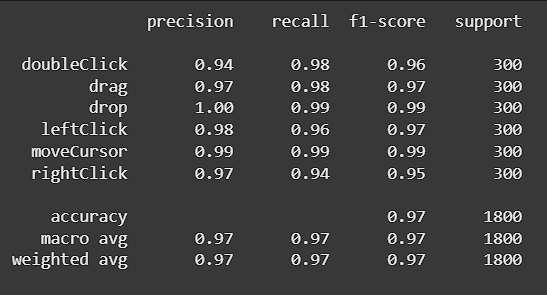 precision recall f1-score support
doubleClick 0.94 0.98 0.96 300
drag 0.97 0.98 0.97 300
drop 1.00 0.99 0.99 300
leftClick 0.98 0.96 0.97 300
moveCursor 0.99 0.99 0.99 300
rightClick 0.97 0.94 0.95 300
accuracy 0.97 1800
macro avg 0.97 0.97 0.97 1800
weighted avg 0.97 0.97 0.97 1800